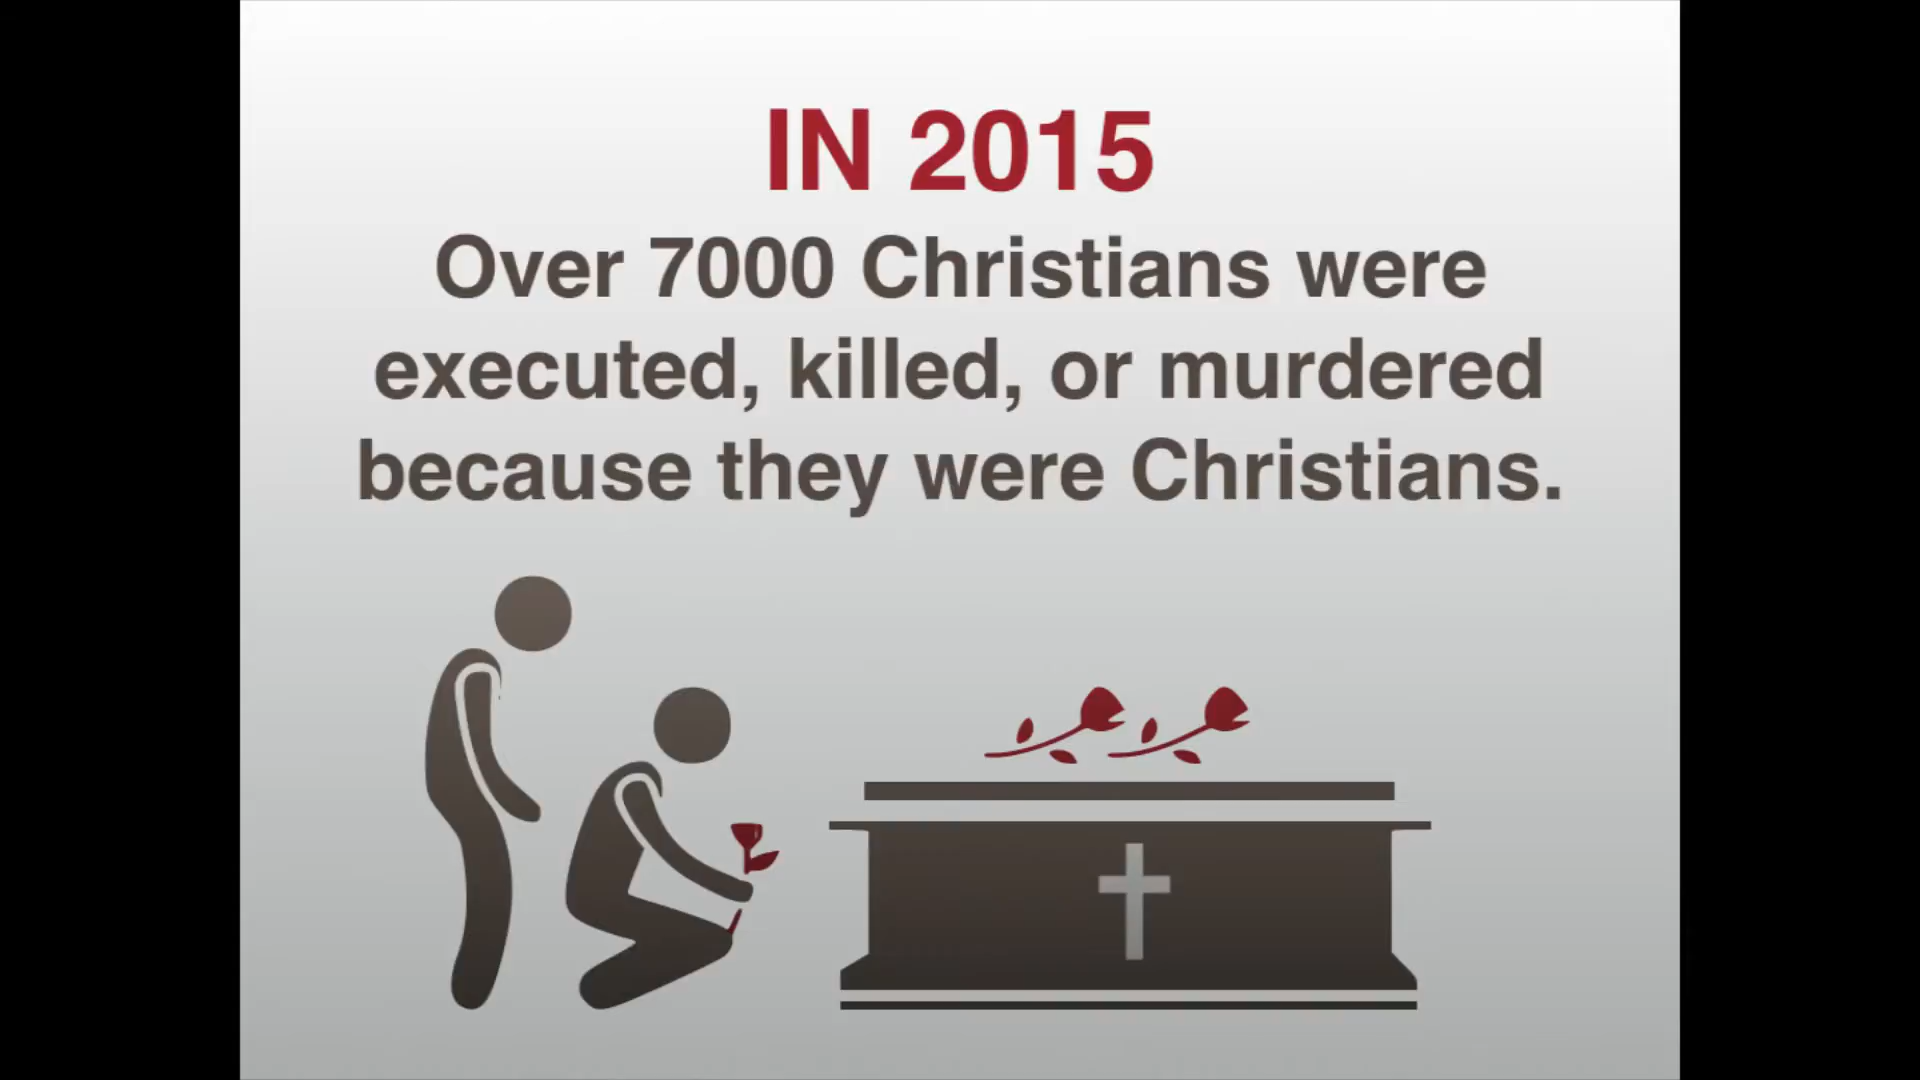 IN 2015
Over 7000 Christians were
executed, killed, or murdered
because they were Christians.